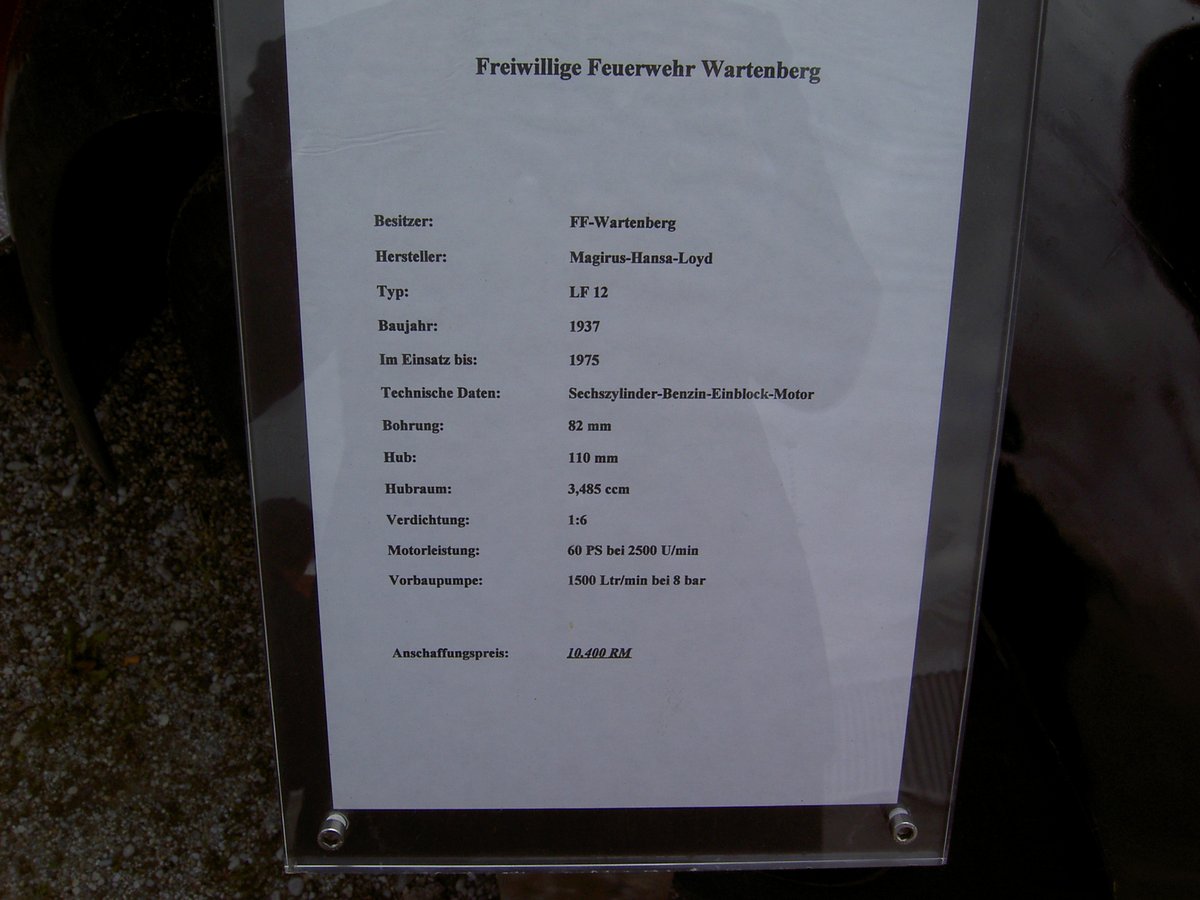 Freiwillige Feuerwehr Wartenberg
Besitzer: FF-Wartenberg
Hersteller: Magirus-Hansa-Loyd
Typ: LF 12
Baujahr: 1937
Im Einsatz bis: 1975
Technische Daten: Sechszylinder-Benzin-Einblock-Motor
Bohrung: 82 mm
Hub: 110 mm
Hubraum: 3,485 ccm
Verdichtung: 1:6
Motorleistung: 60 PS bei 2500 U/min
Vorbaupumpe: 1500 Ltr/min bei 8 bar
Anschaffungspreis: 10.400 RM